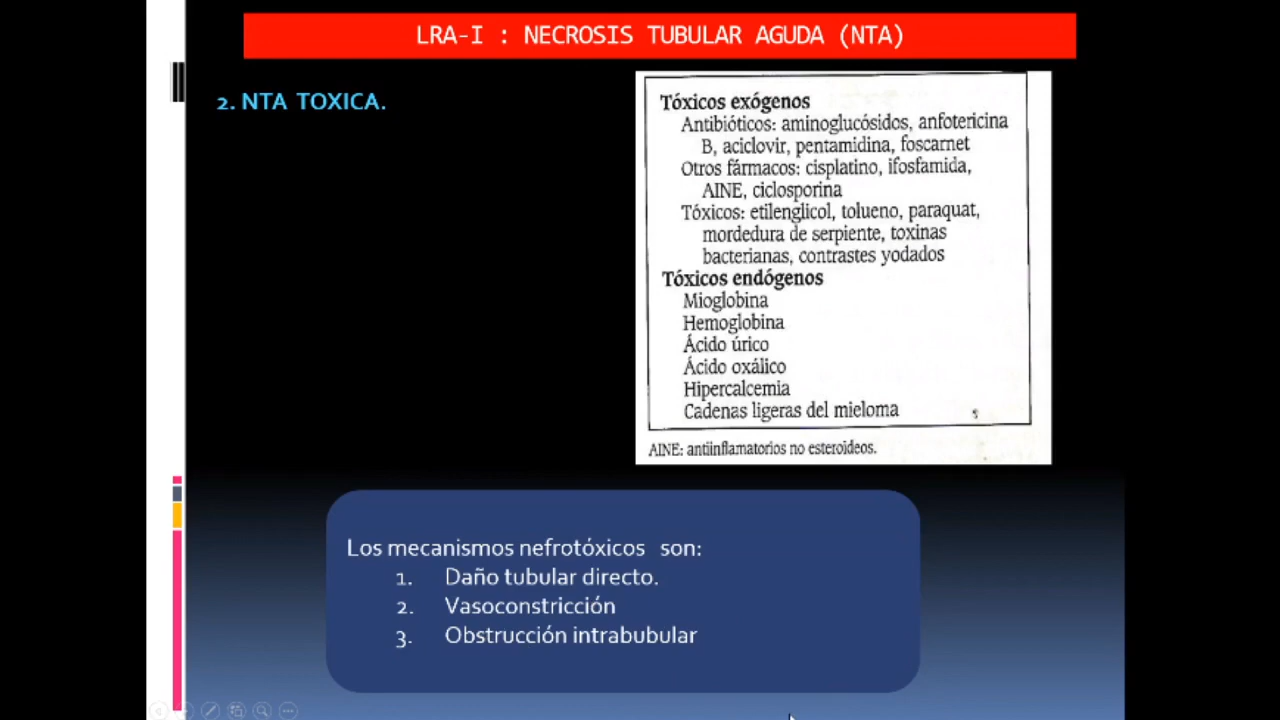 LRA-I : NECROSIS TUBULAR AGUDA (NTA)
2. NTA TOXICA.
Tóxicos exógenos
Antibióticos: aminoglucósidos, anfotericina
B, aciclovir, pentamidina, foscarnet
Otros fármacos: cisplatino, ifosfamida,
AINE, ciclosporina
Tóxicos: etilenglicol, tolueno, paraquat,
mordedura de serpiente, toxinas
bacterianas, contrastes yodados
Tóxicos endógenos
Mioglobina
Hemoglobina
Ácido úrico
Ácido oxálico
Hipercalcemia
Cadenas ligeras del mieloma
AINE: antiinflamatorios no esteroideos.
Los mecanismos nefrotóxicos son:
1. Daño tubular directo.
2. Vasoconstricción
3. Obstrucción intrabubular